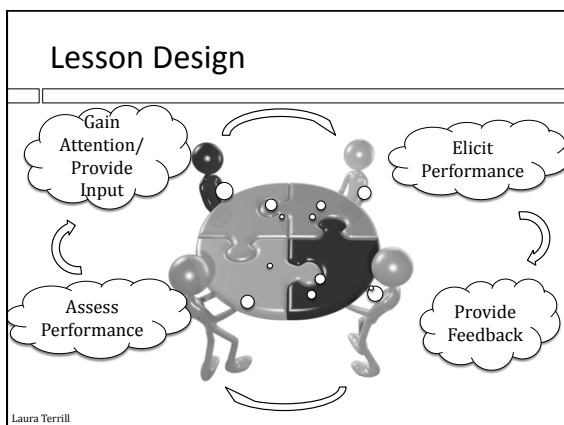 Lesson Design
Gain
Attention/
Provide
Input
Elicit
Performance
Assess
Performance
Provide
Feedback
Laura Terrill